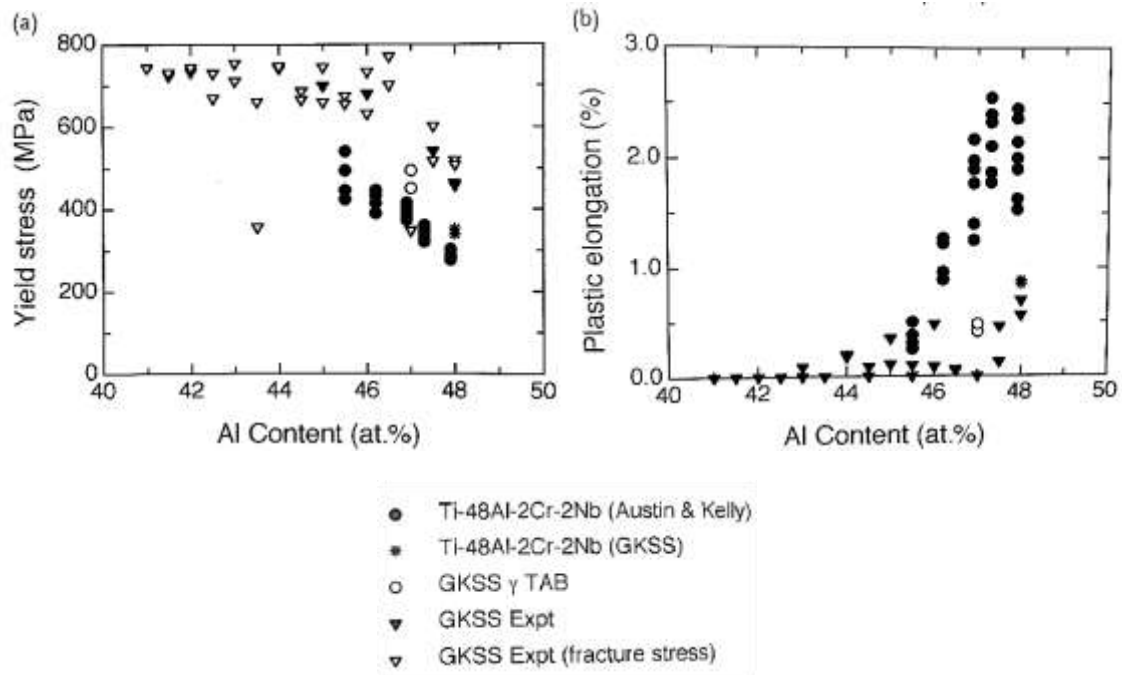 (a)
Yield stress (MPa)
800
600
400
200
0
40 42 44 46 48 50
Al Content (at.%)
(b)
Plastic elongation (%)
3.0
2.0
1.0
0.0
40 42 44 46 48 50
Al Content (at.%)
Ti-48Al-2Cr-2Nb (Austin & Kelly)
Ti-48Al-2Cr-2Nb (GKSS)
GKSS γ TAB
GKSS Expt
GKSS Expt (fracture stress)